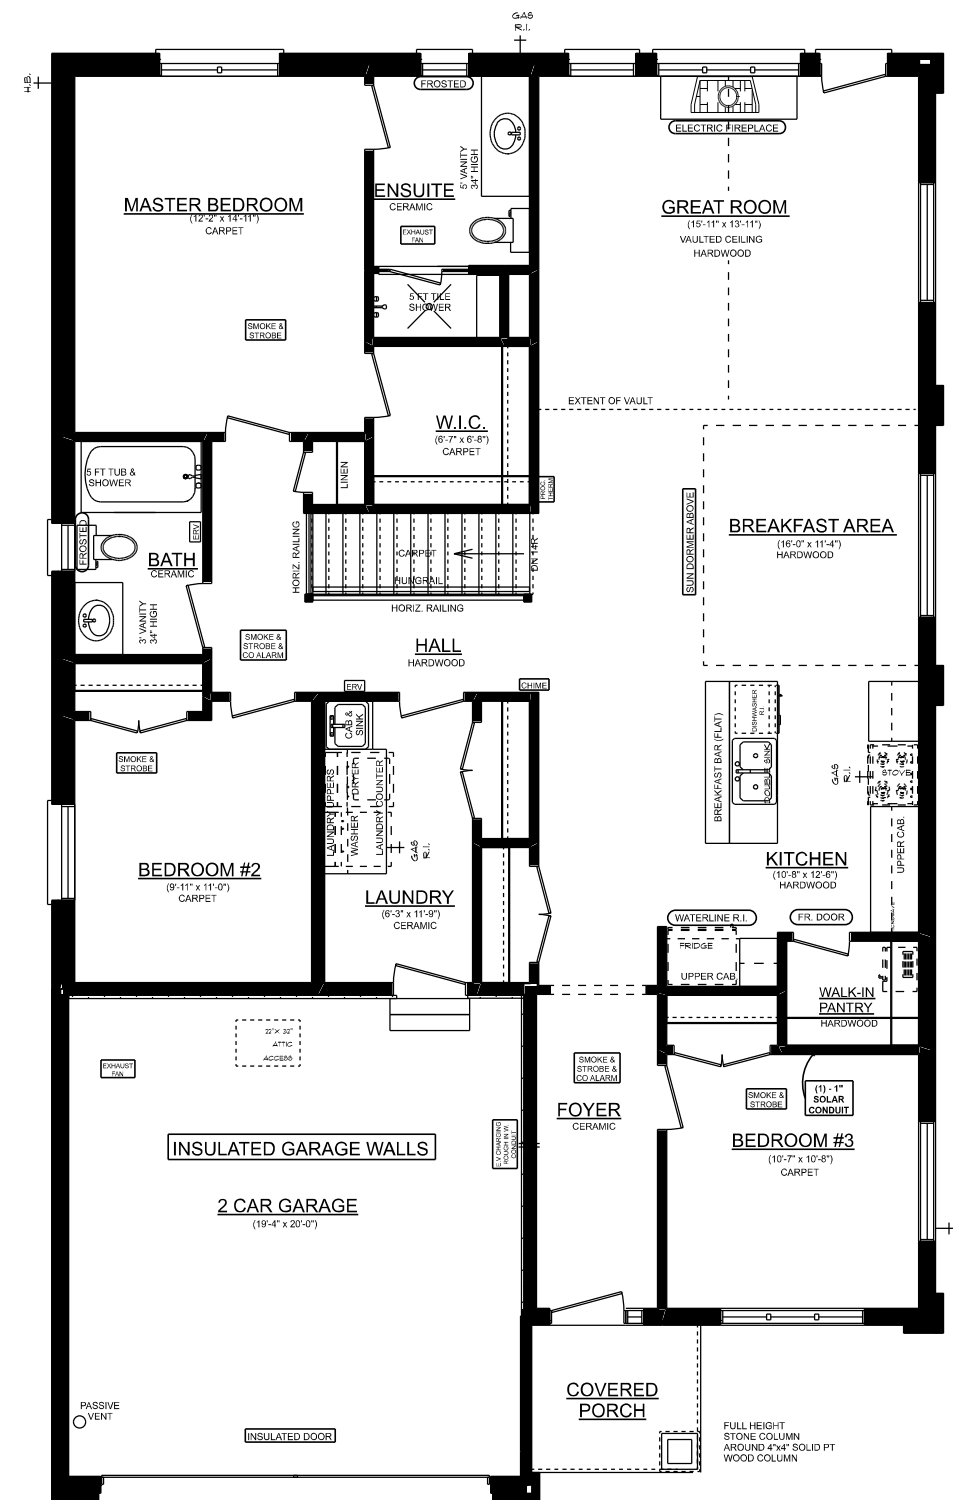 GAS
R.I.
H.B.
FROSTED
ELECTRIC FIREPLACE
5' VANITY
34" HIGH
MASTER BEDROOM
(12'-2" x 14'-11")
CARPET
ENSUITE
CERAMIC
EXHAUST
FAN
GREAT ROOM
(15'-11" x 13'-11")
VAULTED CEILING
HARDWOOD
5 FT TILE
SHOWER
SMOKE &
STROBE
EXTENT OF VAULT
W.I.C.
(6'-7" x 6'-8")
CARPET
LINEN
5 FT TUB &
SHOWER
PROG.
THERM
FROSTED
ERV
BATH
CERAMIC
HORIZ. RAILING
CARPET
HUNGRAIL
DN 14R
HORIZ. RAILING
SUN DORMER ABOVE
BREAKFAST AREA
(16'-0" x 11'-4")
HARDWOOD
3' VANITY
34" HIGH
SMOKE &
STROBE &
CO ALARM
HALL
HARDWOOD
ERV
CHIME
CAB &
SINK
DISHWASHER
R.I.
BREAKFAST BAR (FLAT)
DOUBLE SINK
GAS
R.I.
STOVE
SMOKE &
STROBE
LAUNDRY UPPERS
DRYER
WASHER
LAUNDRY COUNTER
GAS
R.I.
UPPER CAB.
BEDROOM #2
(9'-11" x 11'-0")
CARPET
LAUNDRY
(6'-3" x 11'-9")
CERAMIC
KITCHEN
(10'-8" x 12'-6")
HARDWOOD
WATERLINE R.I.
FR. DOOR
FRIDGE
UPPER CAB.
WALK-IN
PANTRY
HARDWOOD
22"X 32"
ATTIC
ACCESS
EXHAUST
FAN
SMOKE &
STROBE &
CO ALARM
SMOKE &
STROBE
(1) - 1"
SOLAR
CONDUIT
FOYER
CERAMIC
E.V CHARGING
ROUGH IN W.
CONDUIT
INSULATED GARAGE WALLS
BEDROOM #3
(10'-7" x 10'-8")
CARPET
2 CAR GARAGE
(19'-4" x 20'-0")
COVERED
PORCH
PASSIVE
VENT
INSULATED DOOR
FULL HEIGHT
STONE COLUMN
AROUND 4"x4" SOLID PT
WOOD COLUMN